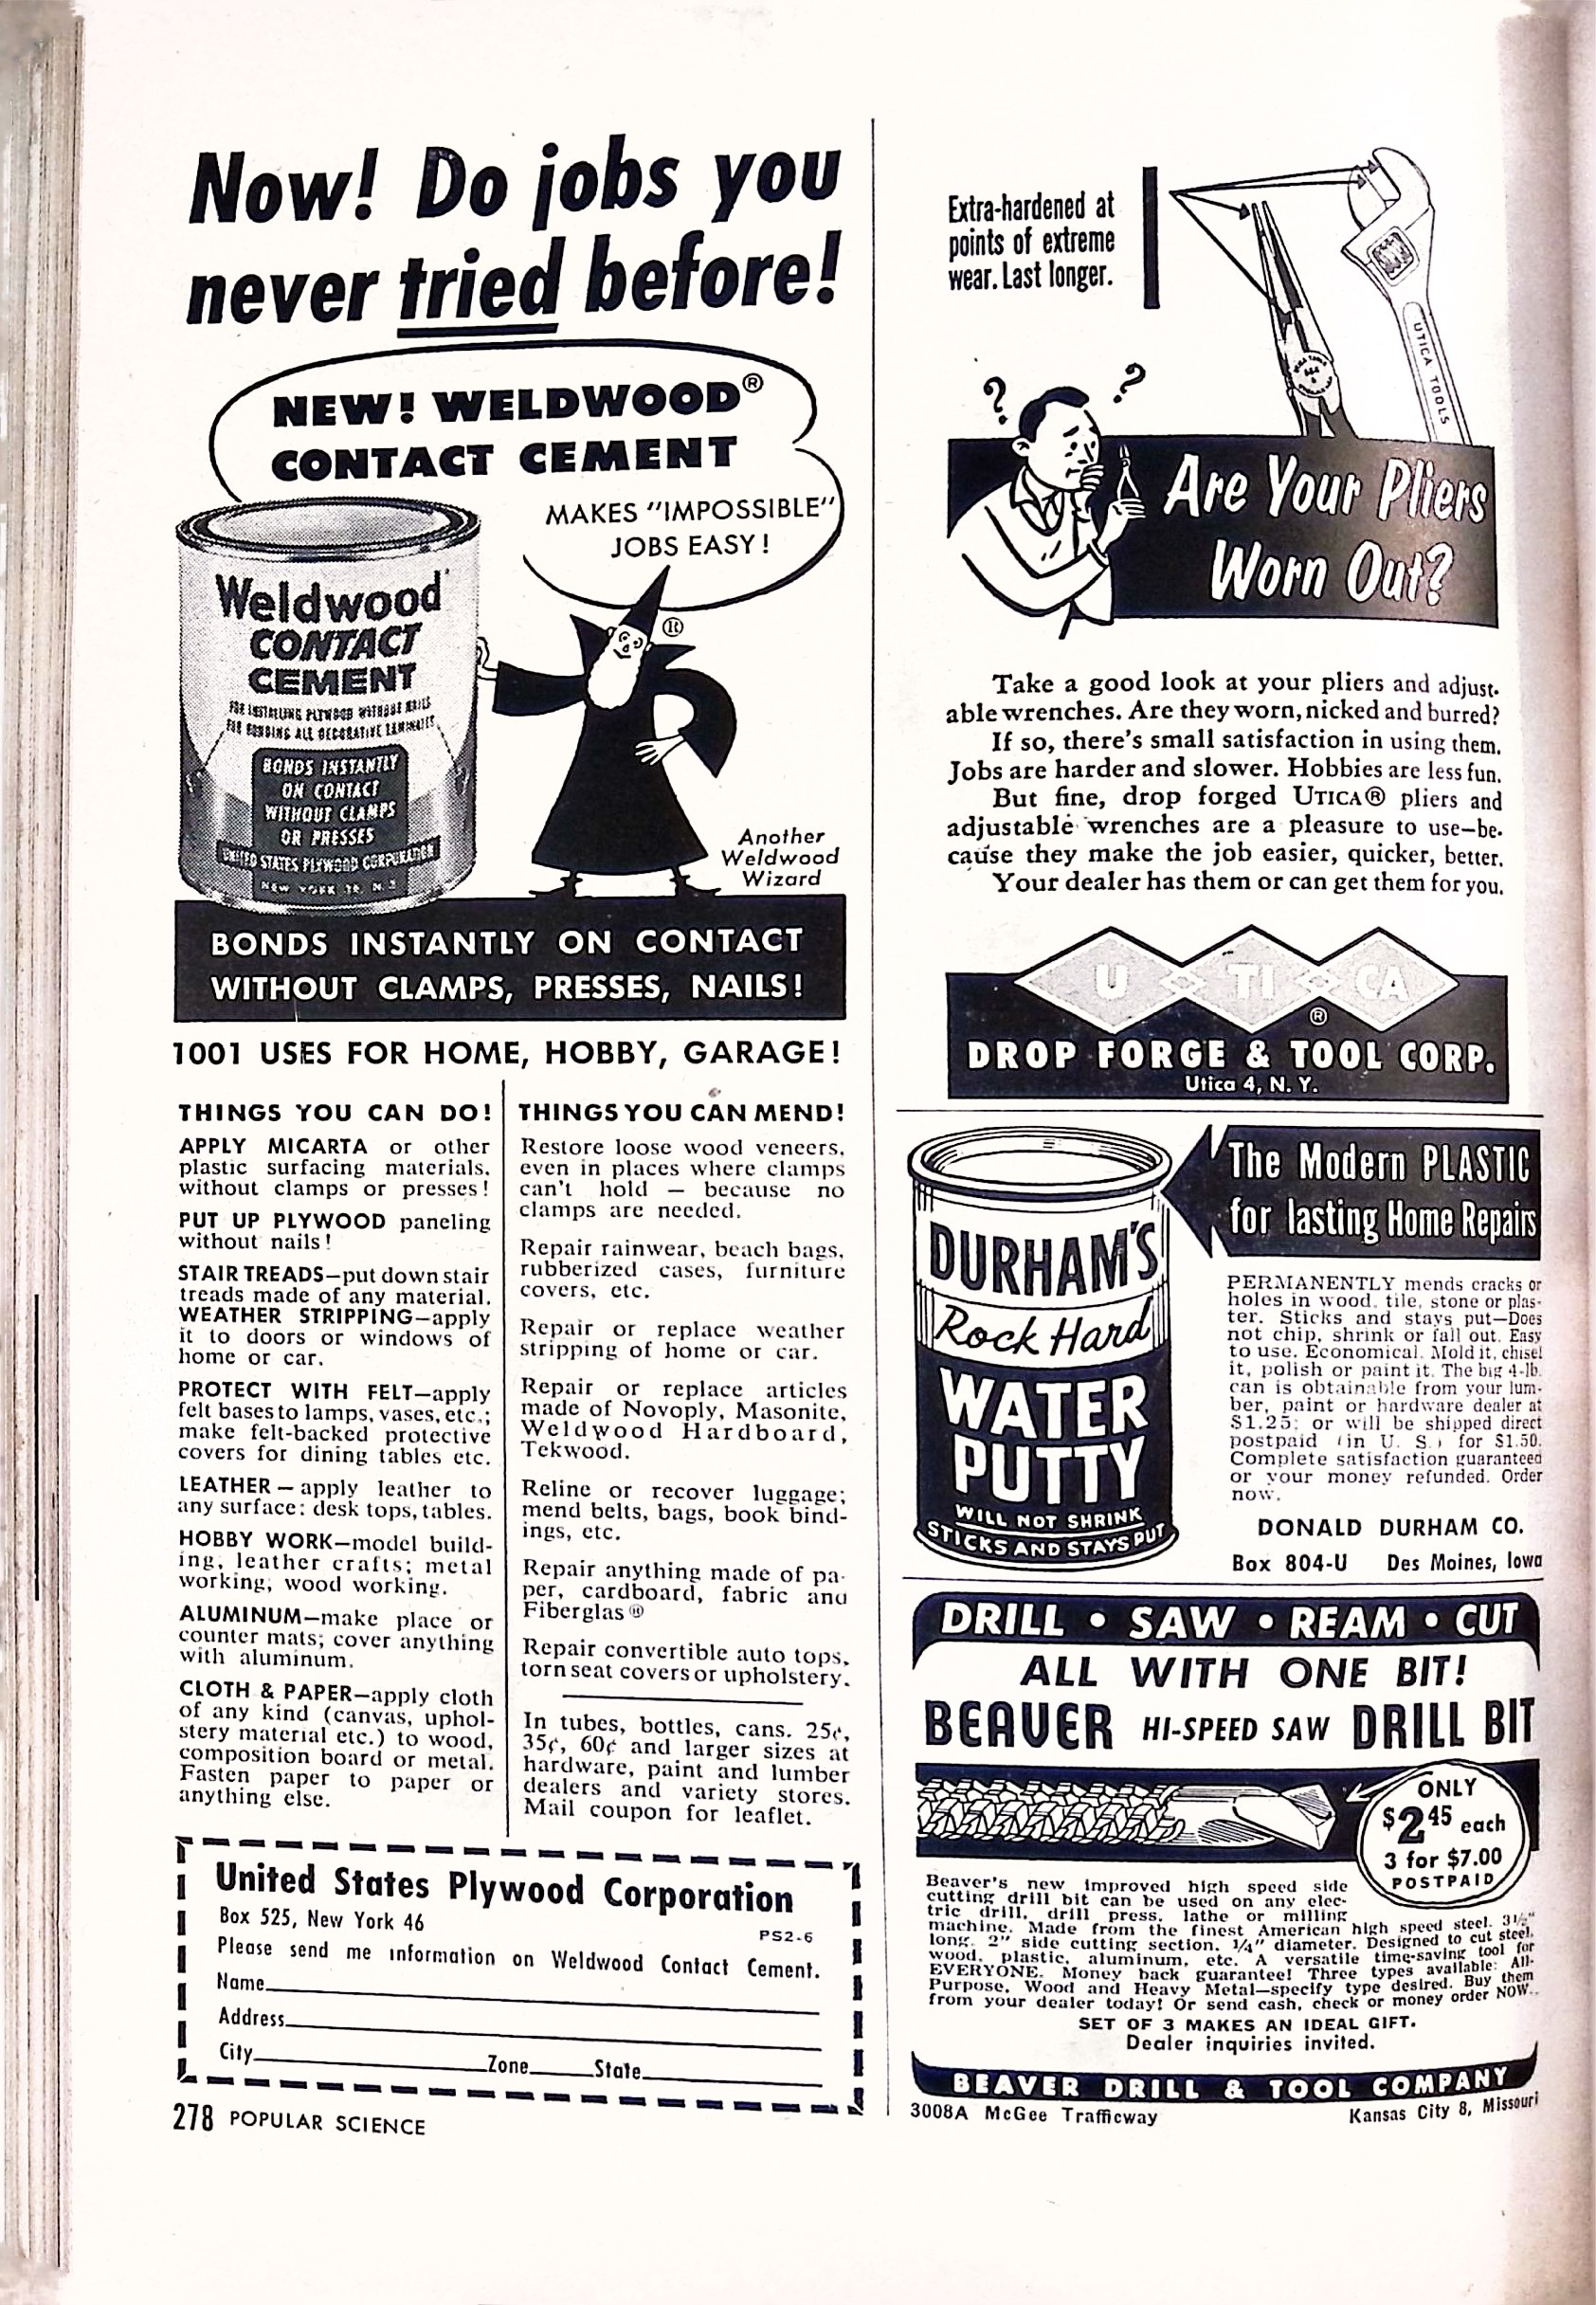 Now! Do jobs you
never tried before!
NEW! WELDWOOD®
CONTACT CEMENT
MAKES "IMPOSSIBLE"
JOBS EASY!
Weldwood
CONTACT
CEMENT
FOR INSTALLING PLYWOOD WITHOUT NAILS
FOR BONDING ALL DECORATIVE LAMINATES
BONDS INSTANTLY
ON CONTACT
WITHOUT CLAMPS
OR PRESSES
UNITED STATES PLYWOOD CORPORATION
NEW YORK
®
Another
Weldwood
Wizard
BONDS INSTANTLY ON CONTACT
WITHOUT CLAMPS, PRESSES, NAILS!
1001 USES FOR HOME, HOBBY, GARAGE!
THINGS YOU CAN DO!
APPLY MICARTA or other
plastic surfacing materials,
without clamps or presses!
PUT UP PLYWOOD paneling
without nails!
STAIR TREADS—put down stair
treads made of any material.
WEATHER STRIPPING—apply
it to doors or windows of
home or car.
PROTECT WITH FELT—apply
felt bases to lamps, vases, etc.;
make felt-backed protective
covers for dining tables etc.
LEATHER — apply leather to
any surface: desk tops, tables.
HOBBY WORK—model build-
ing, leather crafts; metal
working, wood working.
ALUMINUM—make place or
counter mats; cover anything
with aluminum.
CLOTH & PAPER—apply cloth
of any kind (canvas, uphol-
stery material etc.) to wood,
composition board or metal.
Fasten paper to paper or
anything else.
THINGS YOU CAN MEND!
Restore loose wood veneers,
even in places where clamps
can't hold — because no
clamps are needed.
Repair rainwear, beach bags,
rubberized cases, furniture
covers, etc.
Repair or replace weather
stripping of home or car.
Repair or replace articles
made of Novoply, Masonite,
Weldwood Hardboard,
Tekwood.
Reline or recover luggage;
mend belts, bags, book bind-
ings, etc.
Repair anything made of pa-
per, cardboard, fabric and
Fiberglas®
Repair convertible auto tops,
torn seat covers or upholstery.
In tubes, bottles, cans. 25¢,
35¢, 60¢ and larger sizes at
hardware, paint and lumber
dealers and variety stores.
Mail coupon for leaflet.
United States Plywood Corporation
Box 525, New York 46
PS2-6
Please send me information on Weldwood Contact Cement.
Name
Address
City Zone State
278 POPULAR SCIENCE
Extra-hardened at
points of extreme
wear. Last longer.
UTICA TOOLS
? ?
Are Your Pliers
Worn Out?
Take a good look at your pliers and adjust-
able wrenches. Are they worn, nicked and burred?
If so, there's small satisfaction in using them.
Jobs are harder and slower. Hobbies are less fun.
But fine, drop forged UTICA® pliers and
adjustable wrenches are a pleasure to use—be-
cause they make the job easier, quicker, better.
Your dealer has them or can get them for you.
U TI CA
®
DROP FORGE & TOOL CORP.
Utica 4, N. Y.
DURHAM'S
Rock Hard
WATER
PUTTY
WILL NOT SHRINK
STICKS AND STAYS PUT
The Modern PLASTIC
for lasting Home Repairs
PERMANENTLY mends cracks or
holes in wood, tile, stone or plas-
ter. Sticks and stays put—Does
not chip, shrink or fall out. Easy
to use. Economical. Mold it, chisel
it, polish or paint it. The big 4-lb.
can is obtainable from your lum-
ber, paint or hardware dealer at
$1.25; or will be shipped direct
postpaid (in U. S.) for $1.50.
Complete satisfaction guaranteed
or your money refunded. Order
now.
DONALD DURHAM CO.
Box 804-U Des Moines, Iowa
DRILL • SAW • REAM • CUT
ALL WITH ONE BIT!
BEAVER HI-SPEED SAW DRILL BIT
ONLY
$2 45 each
3 for $7.00
POSTPAID
Beaver's new improved high speed side
cutting drill bit can be used on any elec-
tric drill, drill press, lathe or milling
machine. Made from the finest American high speed steel. 3½"
long. 2" side cutting section. ¼" diameter. Designed to cut steel,
wood, plastic, aluminum, etc. A versatile time-saving tool for
EVERYONE. Money back guarantee! Three types available: All-
Purpose, Wood and Heavy Metal—specify type desired. Buy them
from your dealer today! Or send cash, check or money order NOW.
SET OF 3 MAKES AN IDEAL GIFT.
Dealer inquiries invited.
BEAVER DRILL & TOOL COMPANY
3008A McGee Trafficway Kansas City 8, Missouri